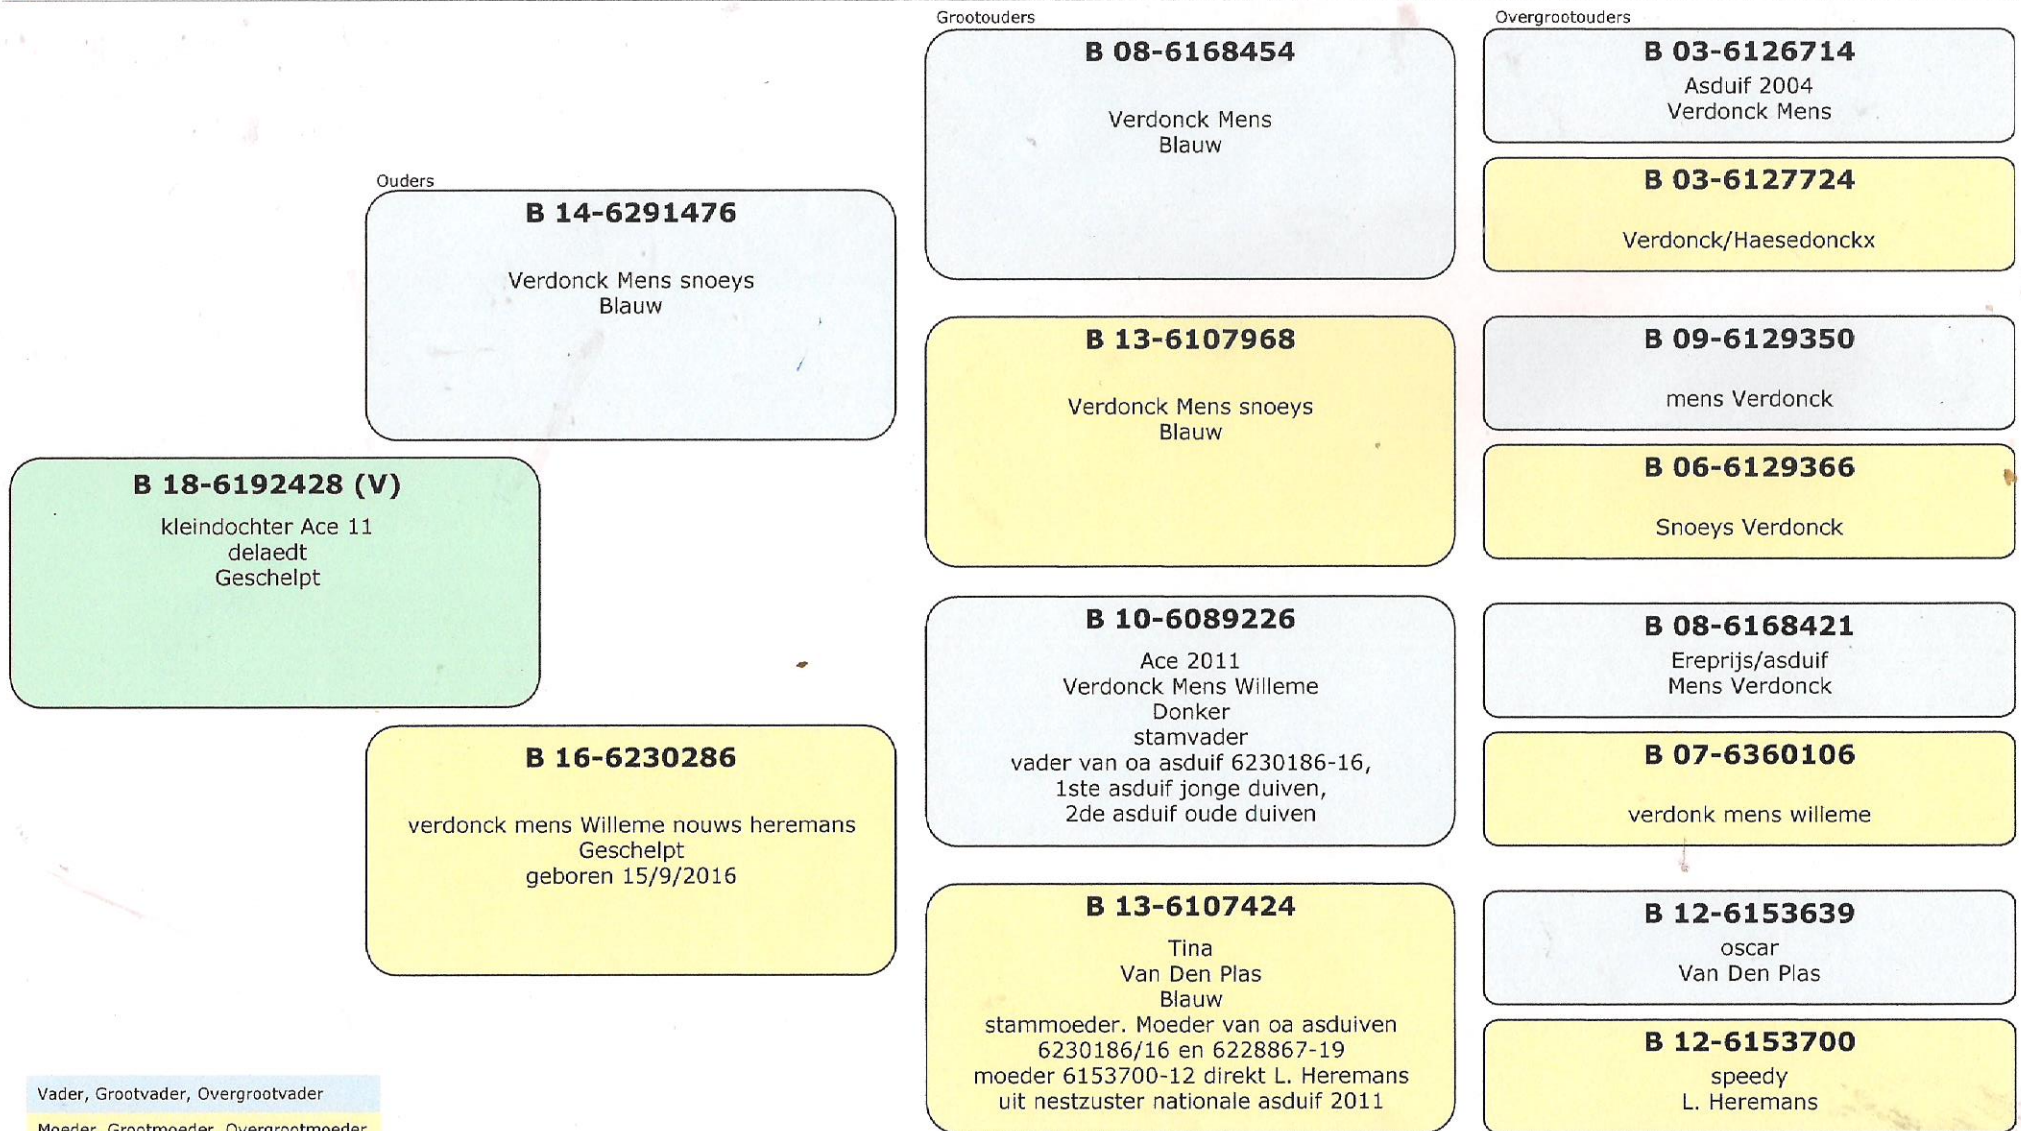 Grootouders
Overgrootouders
B 08-6168454
Verdonck Mens
Blauw
B 03-6126714
Asduif 2004
Verdonck Mens
B 03-6127724
Verdonck/Haesedonckx
Ouders
B 14-6291476
Verdonck Mens snoeys
Blauw
B 13-6107968
Verdonck Mens snoeys
Blauw
B 09-6129350
mens Verdonck
B 06-6129366
Snoeys Verdonck
B 18-6192428 (V)
kleindochter Ace 11
delaedt
Geschelpt
B 10-6089226
Ace 2011
Verdonck Mens Willeme
Donker
stamvader
vader van oa asduif 6230186-16,
1ste asduif jonge duiven,
2de asduif oude duiven
B 08-6168421
Ereprijs/asduif
Mens Verdonck
B 07-6360106
verdonk mens willeme
B 16-6230286
verdonck mens Willeme nouws heremans
Geschelpt
geboren 15/9/2016
B 13-6107424
Tina
Van Den Plas
Blauw
stammoeder. Moeder van oa asduiven
6230186/16 en 6228867-19
moeder 6153700-12 direkt L. Heremans
uit nestzuster nationale asduif 2011
B 12-6153639
oscar
Van Den Plas
B 12-6153700
speedy
L. Heremans
Vader, Grootvader, Overgrootvader
Moeder, Grootmoeder, Overgrootmoeder